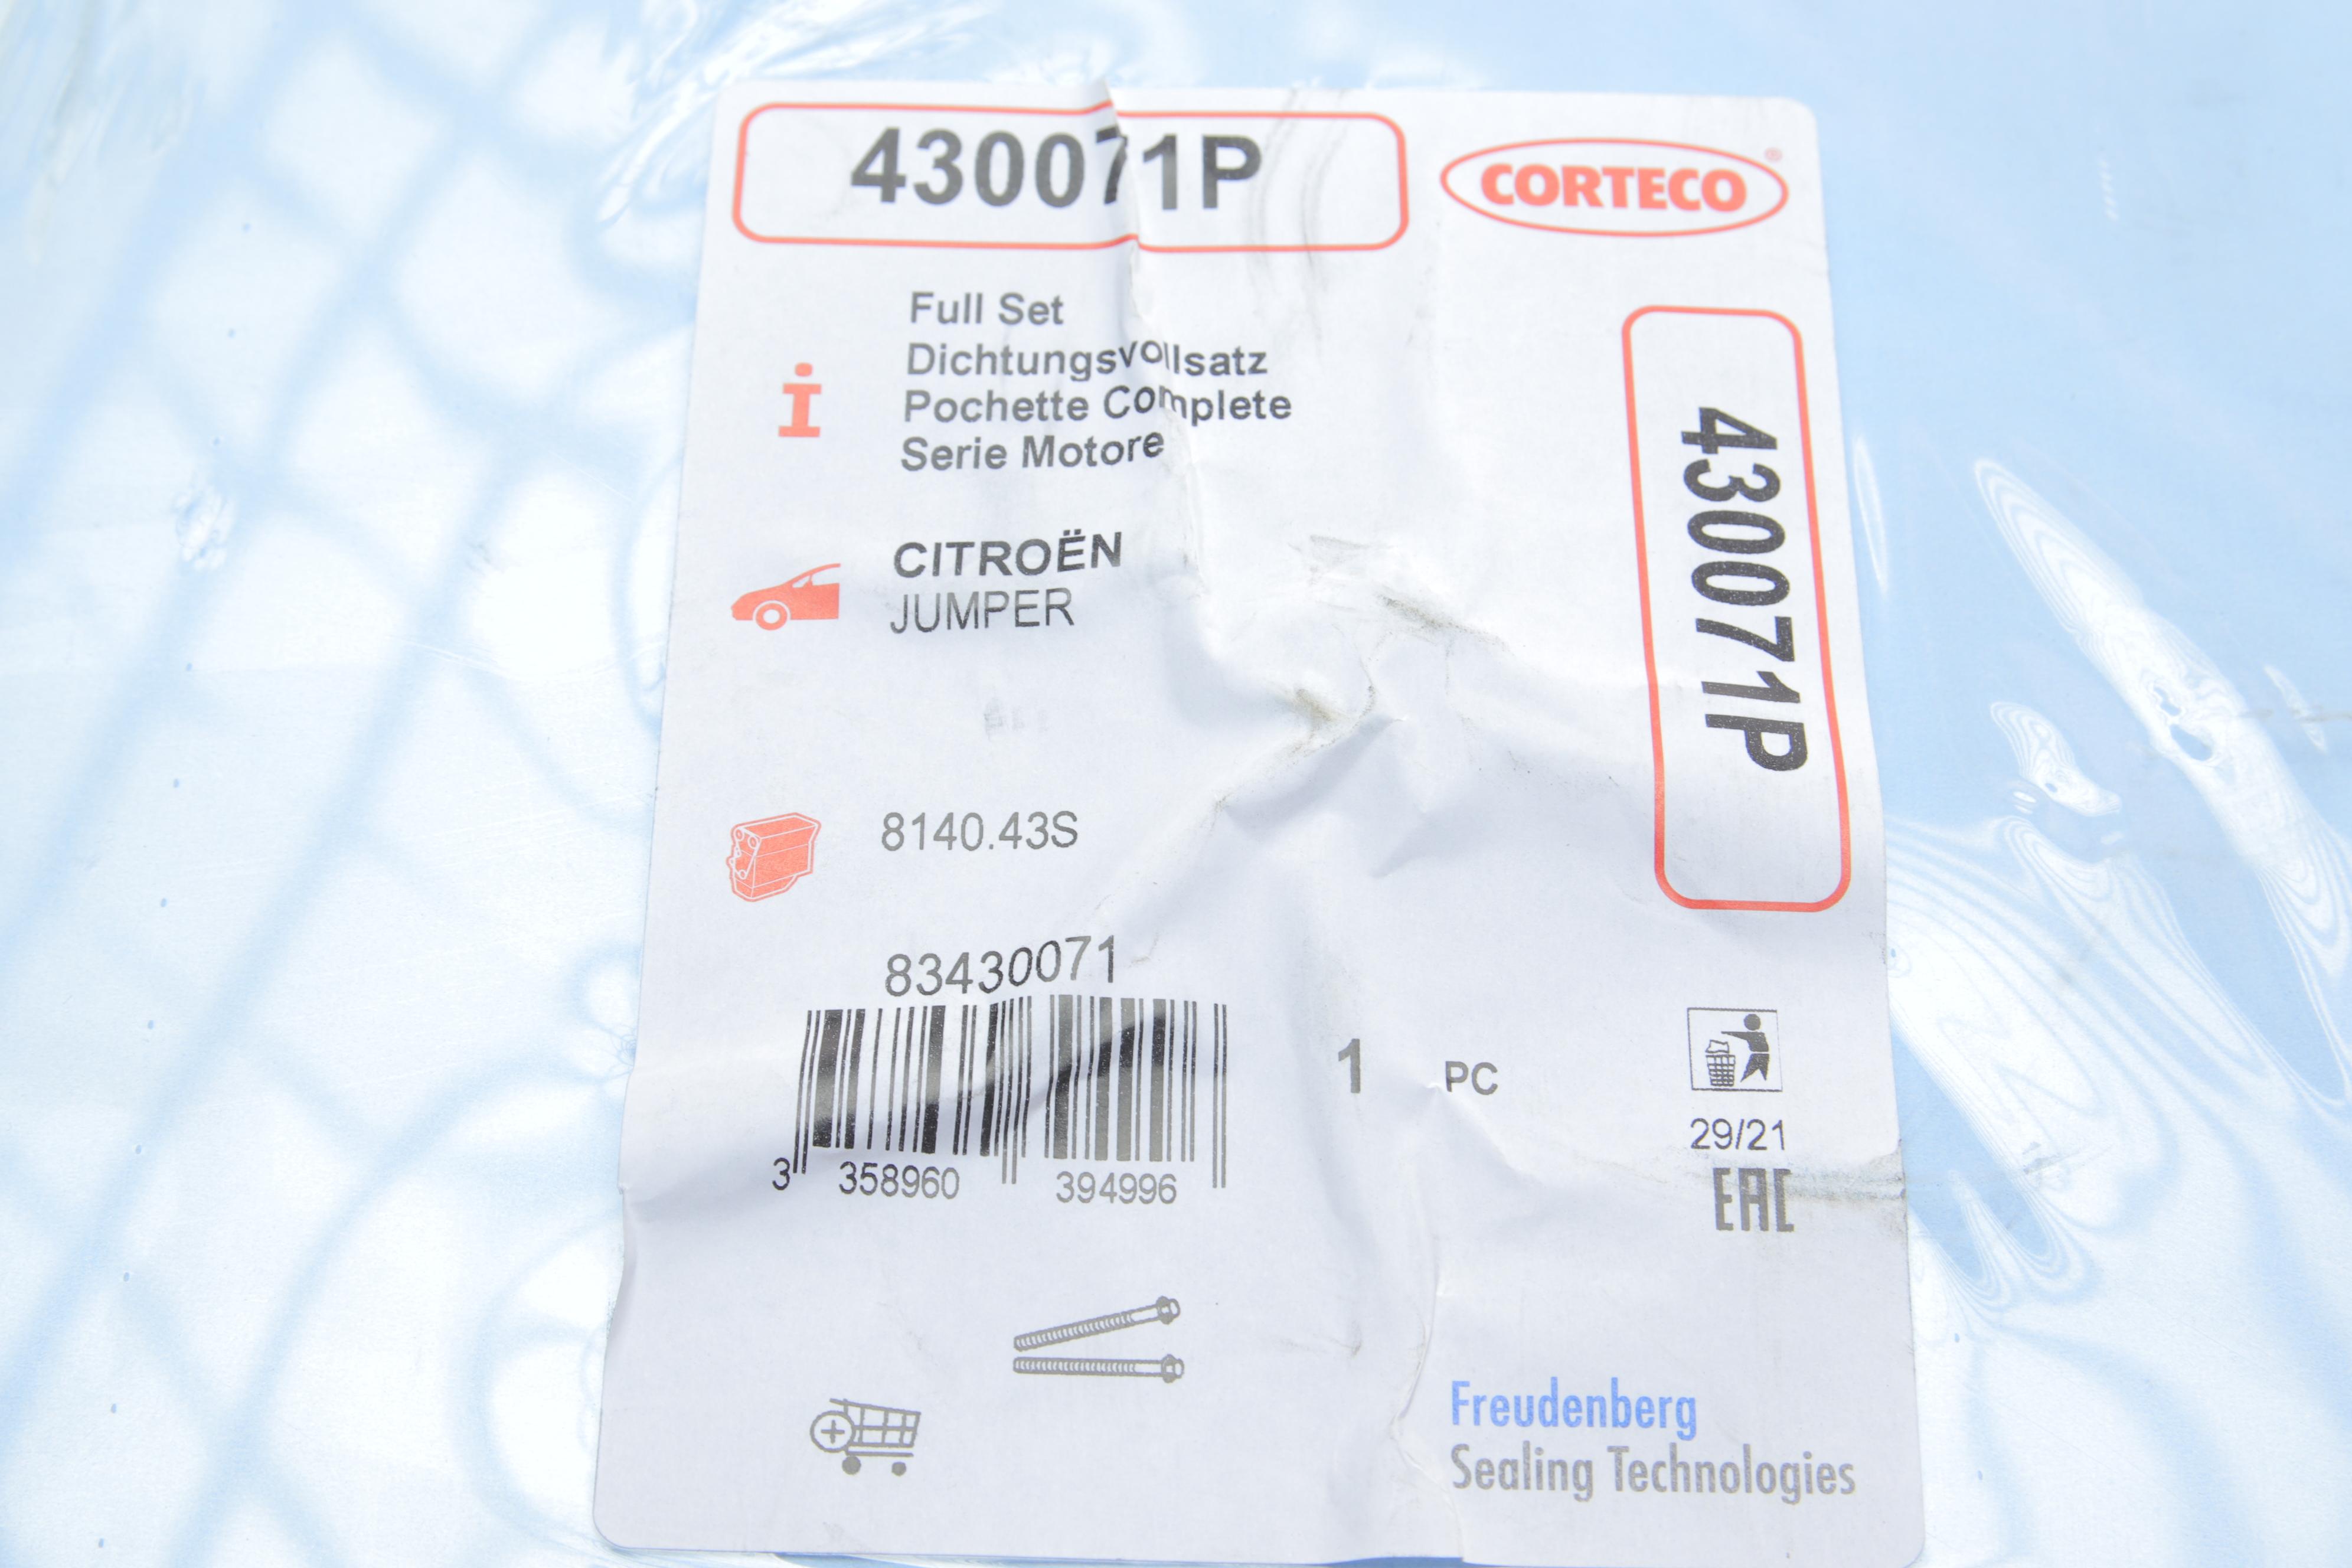 430071P
CORTECO
®
Full Set
Dichtungsvollsatz
Pochette Complete
Serie Motore
430071P
CITROËN
JUMPER
8140.43S
83430071
3 358960 394996
1 PC
29/21
EAC
Freudenberg
Sealing Technologies